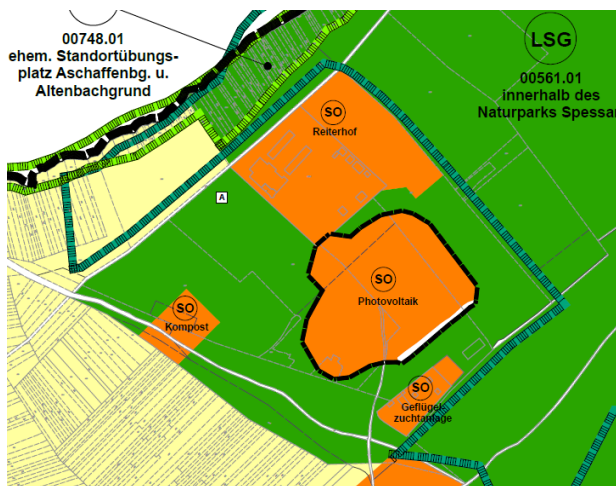 00748.01
ehem. Standortübungs-
platz Aschaffenbg. u.
Altenbachgrund
LSG
00561.01
innerhalb des
Naturparks Spessar
SO
Reiterhof
A
SO
Photovoltaik
SO
Kompost
SO
Geflügel-
zuchtanlage